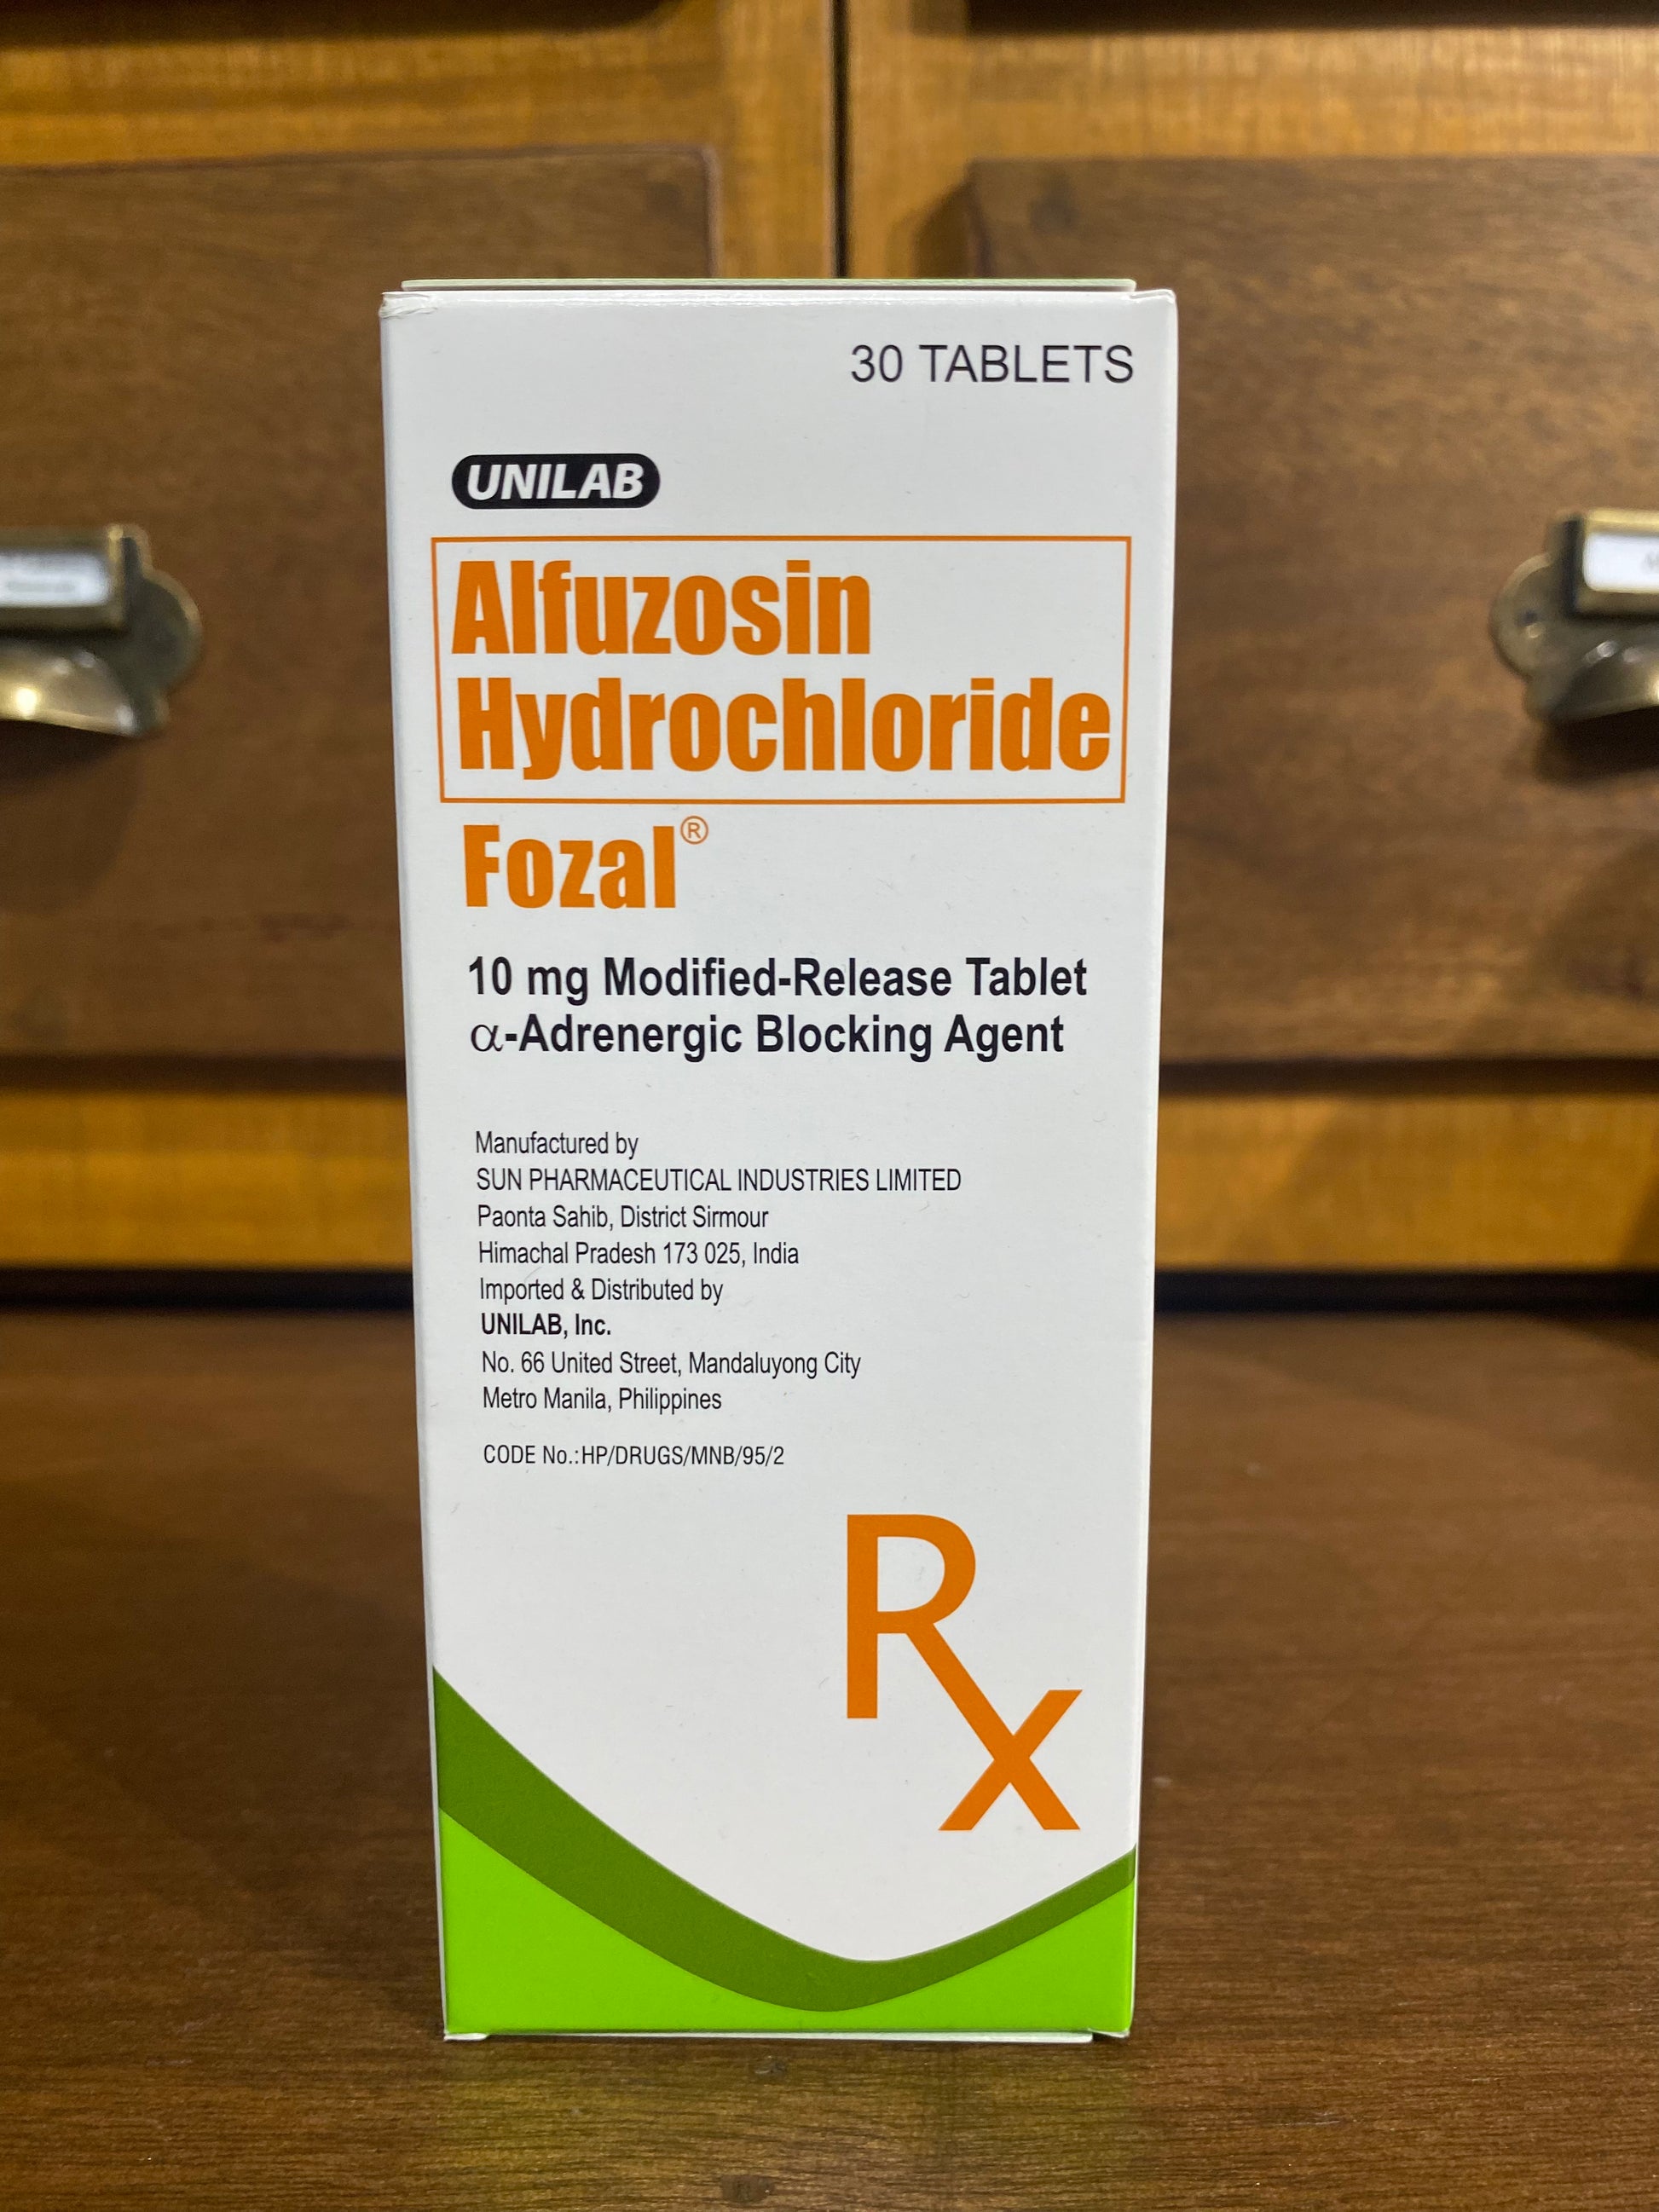 30 TABLETS
UNILAB
Alfuzosin
Hydrochloride
Fozal®
10 mg Modified-Release Tablet
α-Adrenergic Blocking Agent
Manufactured by
SUN PHARMACEUTICAL INDUSTRIES LIMITED
Paonta Sahib, District Sirmour
Himachal Pradesh 173 025, India
Imported & Distributed by
UNILAB, Inc.
No. 66 United Street, Mandaluyong City
Metro Manila, Philippines
CODE No.:HP/DRUGS/MNB/95/2
Rx